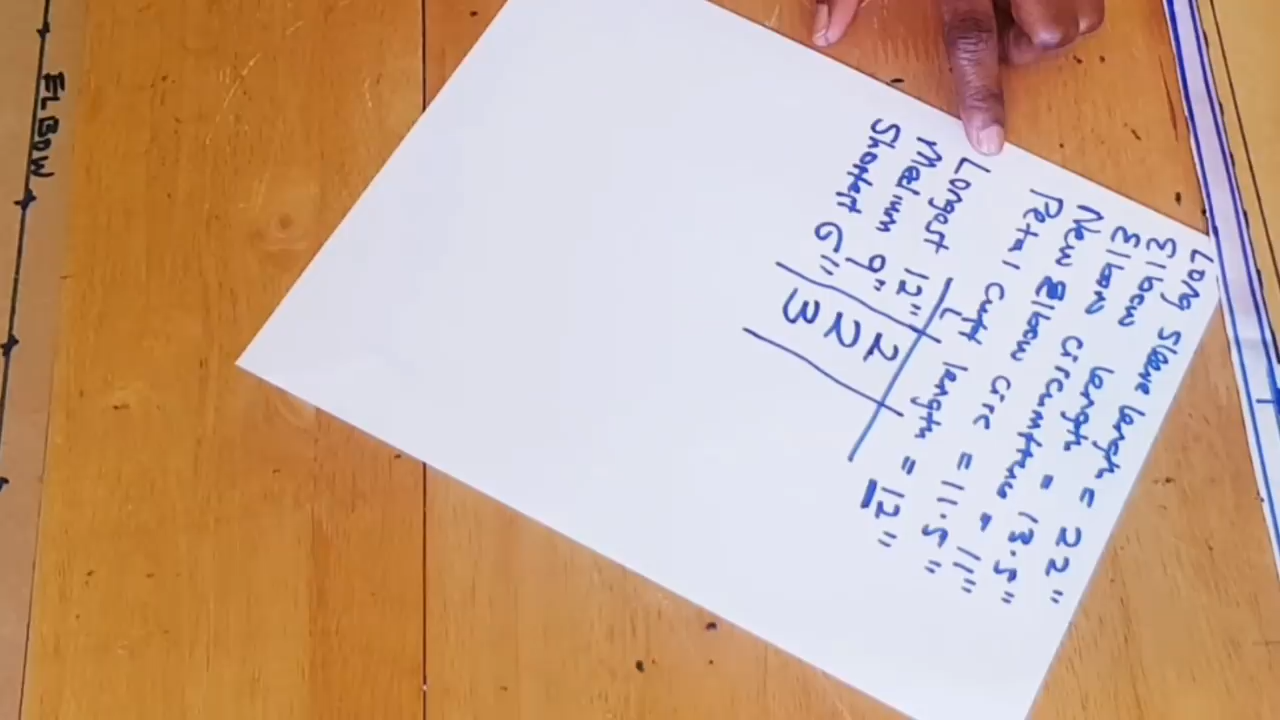 Long sleeve length = 22"
Elbow length = 13.5"
Elbow circumference = 11"
New Elbow circ = 11.5"
Petal Cuff length = 12"
Longest 12" 2
Medium 9" 2
Shortest 6" 3
ELBOW